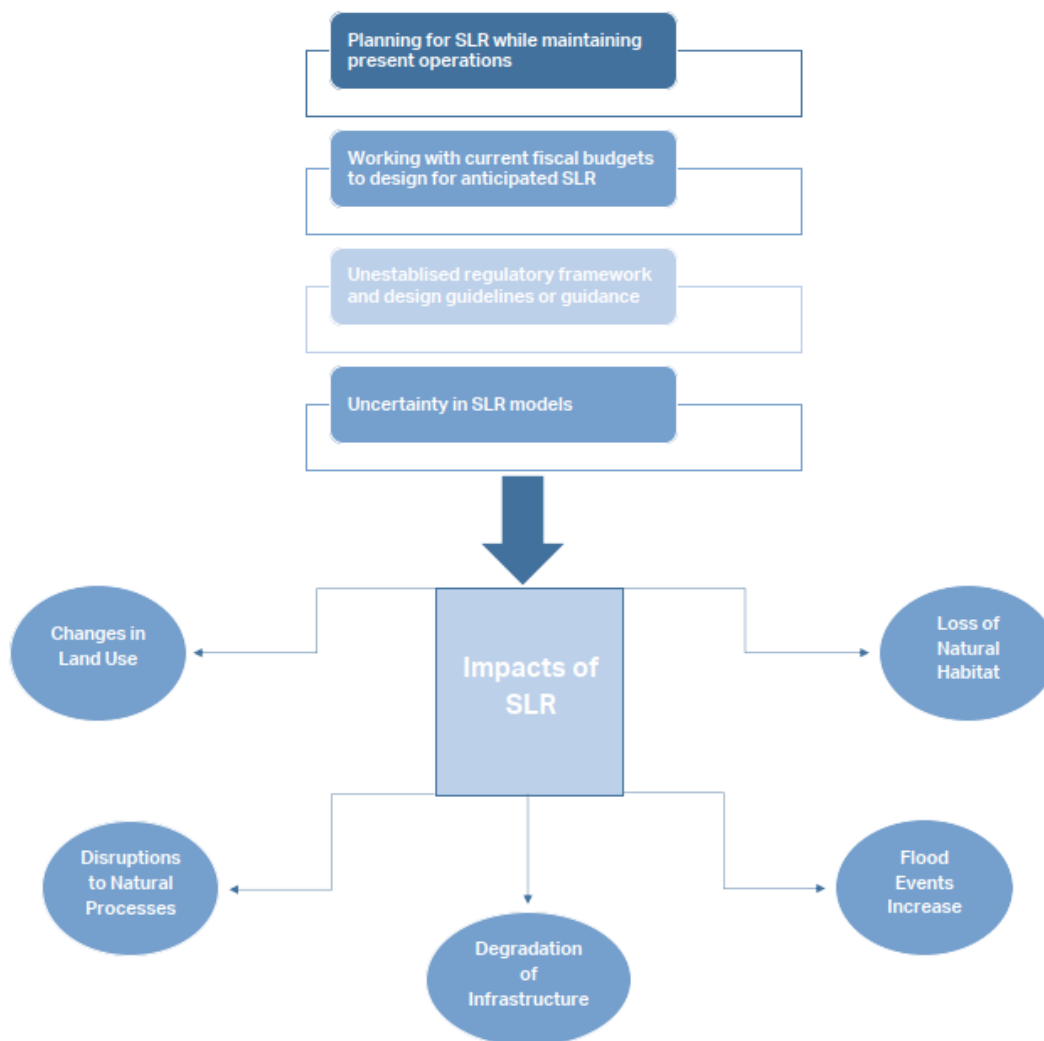 Planning for SLR while maintaining
present operations
Working with current fiscal budgets
to design for anticipated SLR
Unestablised regulatory framework
and design guidelines or guidance
Uncertainty in SLR models
Impacts of
SLR
Changes in
Land Use
Loss of
Natural
Habitat
Disruptions
to Natural
Processes
Degradation
of
Infrastructure
Flood
Events
Increase